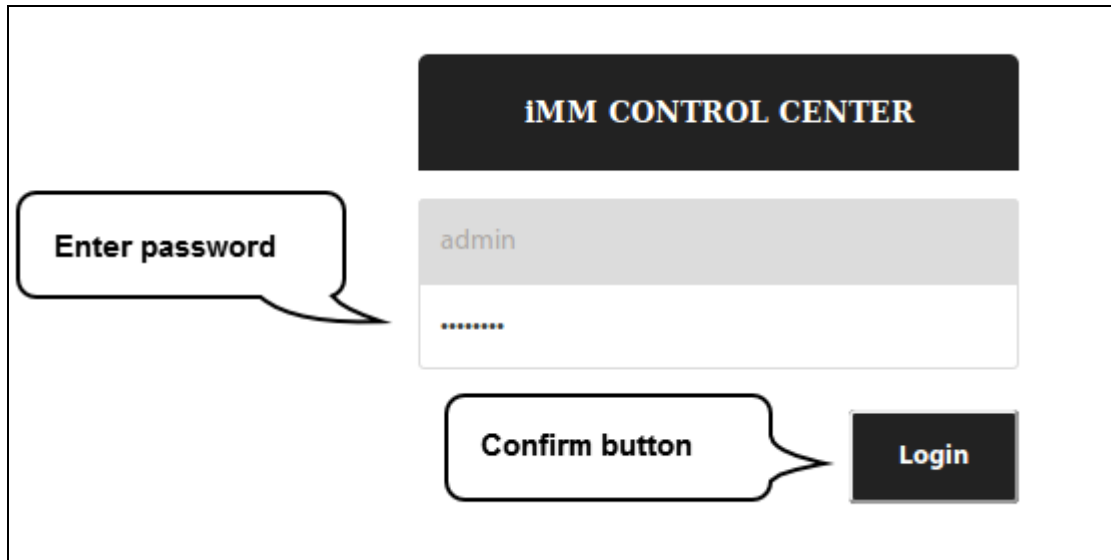 iMM CONTROL CENTER
Enter password
admin
••••••••
Confirm button
Login